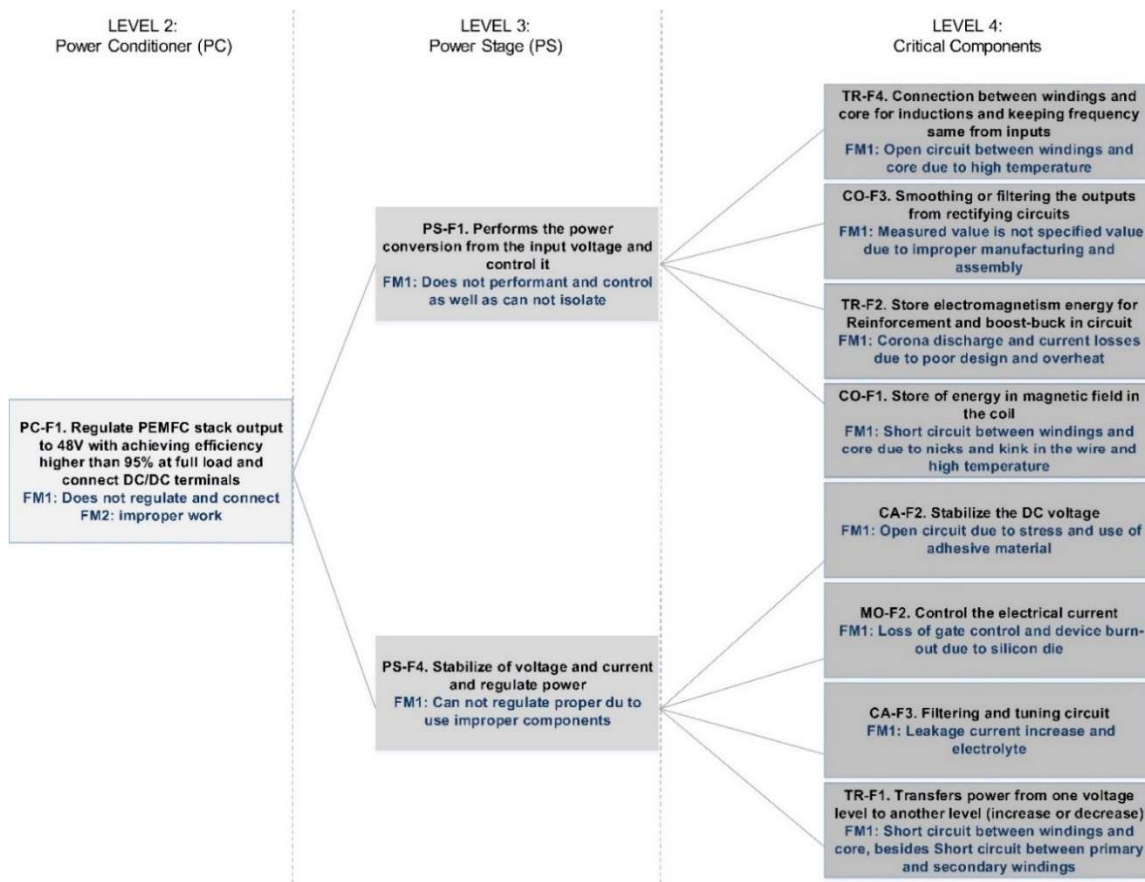 LEVEL 2:
Power Conditioner (PC)
LEVEL 3:
Power Stage (PS)
LEVEL 4:
Critical Components
PC-F1. Regulate PEMFC stack output
to 48V with achieving efficiency
higher than 95% at full load and
connect DC/DC terminals
FM1: Does not regulate and connect
FM2: improper work
PS-F1. Performs the power
conversion from the input voltage and
control it
FM1: Does not performant and control
as well as can not isolate
PS-F4. Stabilize of voltage and current
and regulate power
FM1: Can not regulate proper du to
use improper components
TR-F4. Connection between windings and
core for inductions and keeping frequency
same from inputs
FM1: Open circuit between windings and
core due to high temperature
CO-F3. Smoothing or filtering the outputs
from rectifying circuits
FM1: Measured value is not specified value
due to improper manufacturing and
assembly
TR-F2. Store electromagnetism energy for
Reinforcement and boost-buck in circuit
FM1: Corona discharge and current losses
due to poor design and overheat
CO-F1. Store of energy in magnetic field in
the coil
FM1: Short circuit between windings and
core due to nicks and kink in the wire and
high temperature
CA-F2. Stabilize the DC voltage
FM1: Open circuit due to stress and use of
adhesive material
MO-F2. Control the electrical current
FM1: Loss of gate control and device burn-
out due to silicon die
CA-F3. Filtering and tuning circuit
FM1: Leakage current increase and
electrolyte
TR-F1. Transfers power from one voltage
level to another level (increase or decrease)
FM1: Short circuit between windings and
core, besides Short circuit between primary
and secondary windings